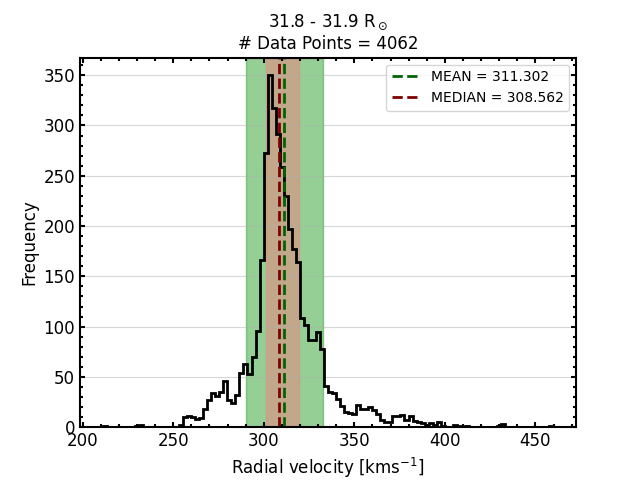 31.8 - 31.9 R⊙
# Data Points = 4062
MEAN = 311.302
MEDIAN = 308.562
350
300
250
200
150
100
50
0
Frequency
200 250 300 350 400 450
Radial velocity [kms⁻¹]